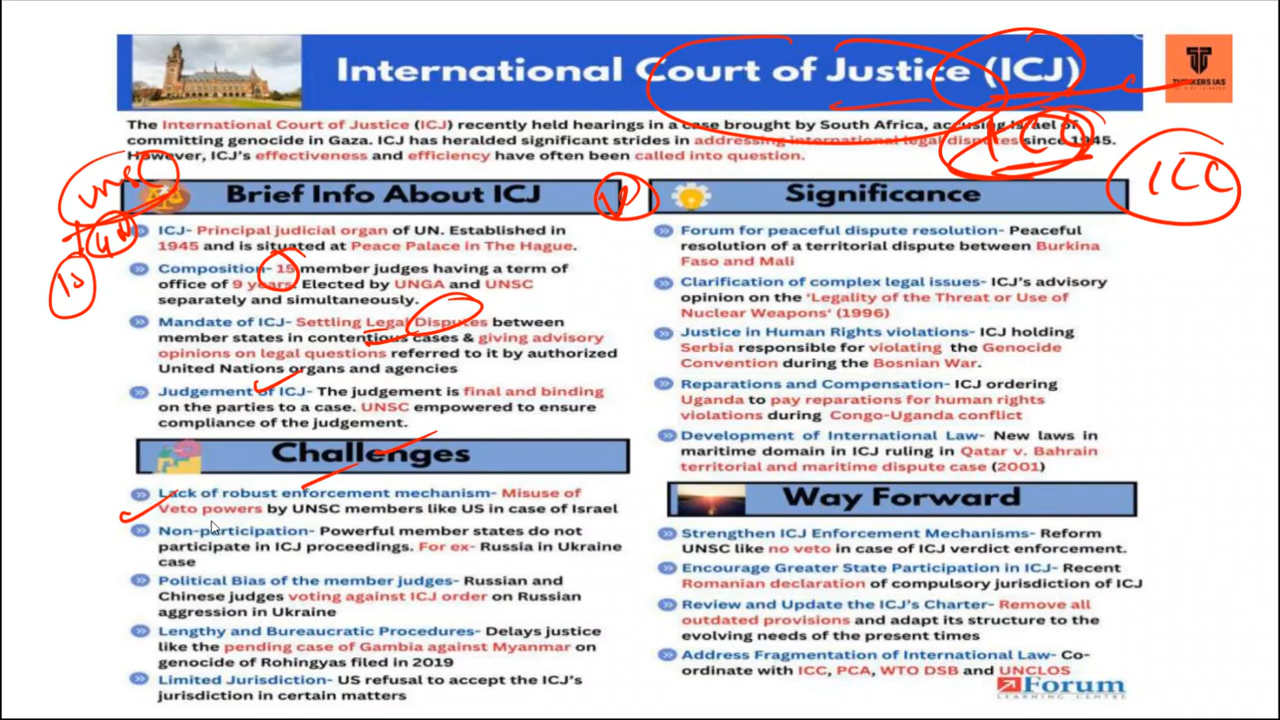 International Court of Justice (ICJ)
THINKERS IAS
The International Court of Justice (ICJ) recently held hearings in a case brought by South Africa, accusing Israel of
committing genocide in Gaza. ICJ has heralded significant strides in addressing international legal disputes since 1945.
However, ICJ's effectiveness and efficiency have often been called into question.
ICJ
ICC
UNSC
10
Brief Info About ICJ
ICJ- Principal judicial organ of UN. Established in
1945 and is situated at Peace Palace in The Hague.
Composition- 15 member judges having a term of
office of 9 years. Elected by UNGA and UNSC
separately and simultaneously.
Mandate of ICJ- Settling Legal Disputes between
member states in contentious cases & giving advisory
opinions on legal questions referred to it by authorized
United Nations organs and agencies
Judgement of ICJ- The judgement is final and binding
on the parties to a case. UNSC empowered to ensure
compliance of the judgement.
Challenges
Lack of robust enforcement mechanism- Misuse of
Veto powers by UNSC members like US in case of Israel
Non-participation- Powerful member states do not
participate in ICJ proceedings. For ex- Russia in Ukraine
case
Political Bias of the member judges- Russian and
Chinese judges voting against ICJ order on Russian
aggression in Ukraine
Lengthy and Bureaucratic Procedures- Delays justice
like the pending case of Gambia against Myanmar on
genocide of Rohingyas filed in 2019
Limited Jurisdiction- US refusal to accept the ICJ's
jurisdiction in certain matters
Significance
Forum for peaceful dispute resolution- Peaceful
resolution of a territorial dispute between Burkina
Faso and Mali
Clarification of complex legal issues- ICJ's advisory
opinion on the 'Legality of the Threat or Use of
Nuclear Weapons' (1996)
Justice in Human Rights violations- ICJ holding
Serbia responsible for violating the Genocide
Convention during the Bosnian War.
Reparations and Compensation- ICJ ordering
Uganda to pay reparations for human rights
violations during Congo-Uganda conflict
Development of International Law- New laws in
maritime domain in ICJ ruling in Qatar v. Bahrain
territorial and maritime dispute case (2001)
Way Forward
Strengthen ICJ Enforcement Mechanisms- Reform
UNSC like no veto in case of ICJ verdict enforcement.
Encourage Greater State Participation in ICJ- Recent
Romanian declaration of compulsory jurisdiction of ICJ
Review and Update the ICJ's Charter- Remove all
outdated provisions and adapt its structure to the
evolving needs of the present times
Address Fragmentation of International Law- Co-
ordinate with ICC, PCA, WTO DSB and UNCLOS
Forum
LEARNING CENTRE